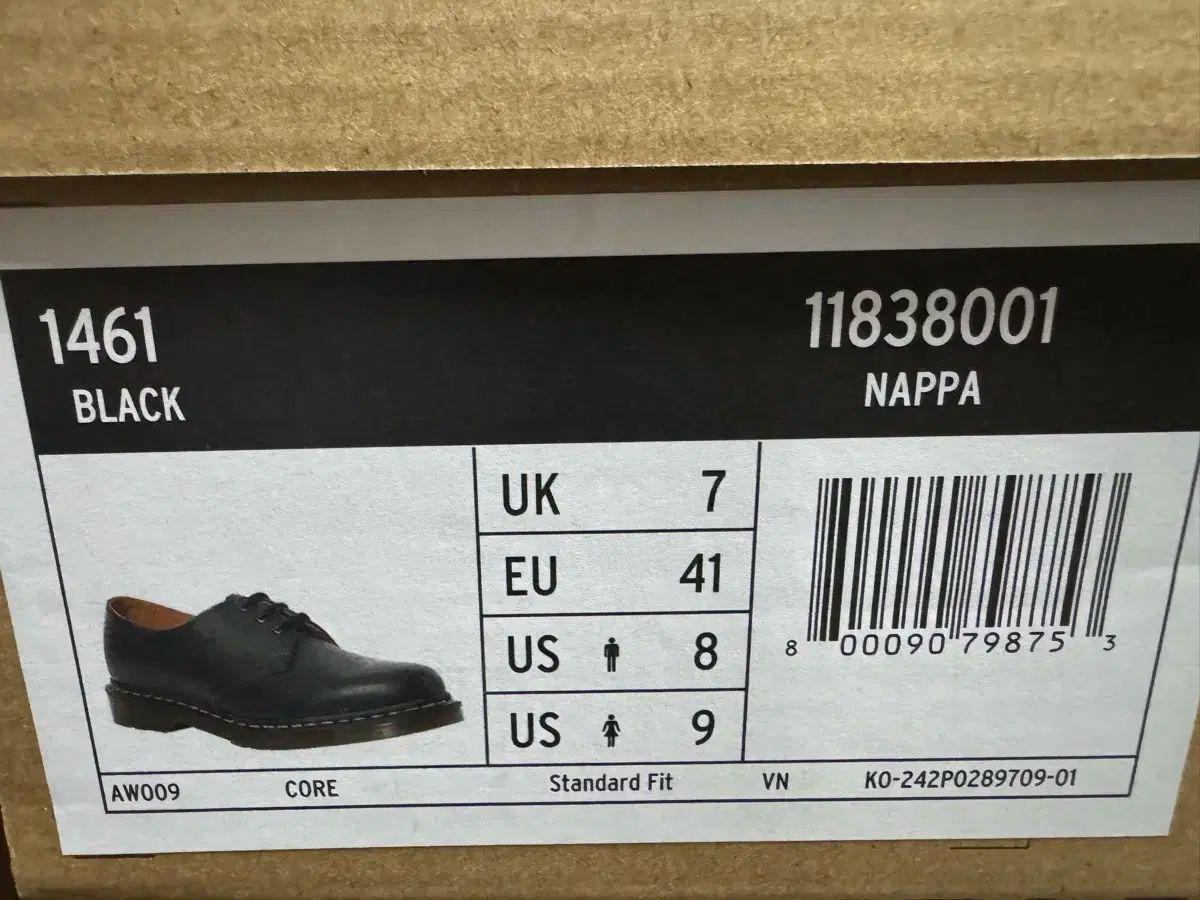 1461
BLACK
11838001
NAPPA
UK 7
EU 41
US 8
US 9
8 00090 79875 3
AW009 CORE Standard Fit VN KO-242P0289709-01